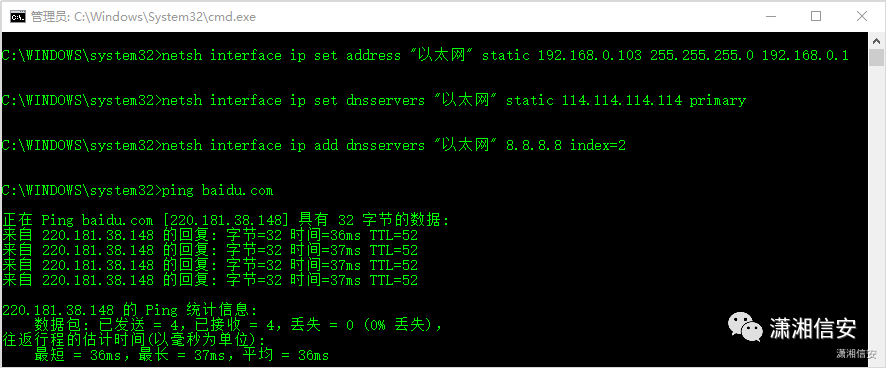 管理员: C:\Windows\System32\cmd.exe
C:\WINDOWS\system32>netsh interface ip set address "以太网" static 192.168.0.103 255.255.255.0 192.168.0.1
C:\WINDOWS\system32>netsh interface ip set dnsservers "以太网" static 114.114.114.114 primary
C:\WINDOWS\system32>netsh interface ip add dnsservers "以太网" 8.8.8.8 index=2
C:\WINDOWS\system32>ping baidu.com
正在 Ping baidu.com [220.181.38.148] 具有 32 字节的数据:
来自 220.181.38.148 的回复: 字节=32 时间=36ms TTL=52
来自 220.181.38.148 的回复: 字节=32 时间=37ms TTL=52
来自 220.181.38.148 的回复: 字节=32 时间=37ms TTL=52
来自 220.181.38.148 的回复: 字节=32 时间=37ms TTL=52
220.181.38.148 的 Ping 统计信息:
数据包: 已发送 = 4，已接收 = 4，丢失 = 0 (0% 丢失)，
往返行程的估计时间(以毫秒为单位):
最短 = 36ms，最长 = 37ms，平均 = 36ms
潇湘信安
潇湘信安